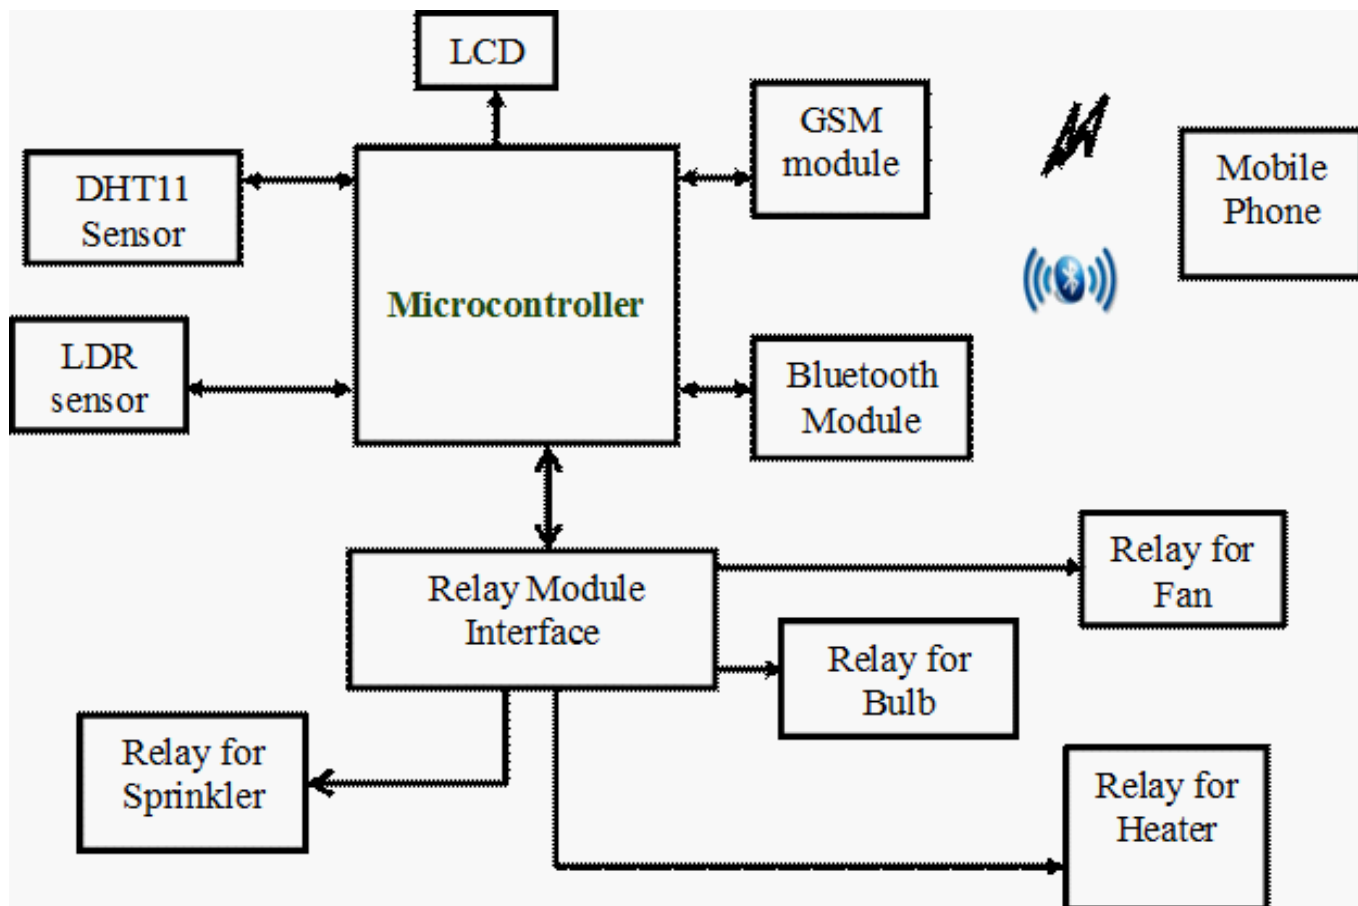 LCD
GSM
module
Mobile
Phone
DHT11
Sensor
Microcontroller
LDR
sensor
Bluetooth
Module
Relay Module
Interface
Relay for
Fan
Relay for
Bulb
Relay for
Sprinkler
Relay for
Heater